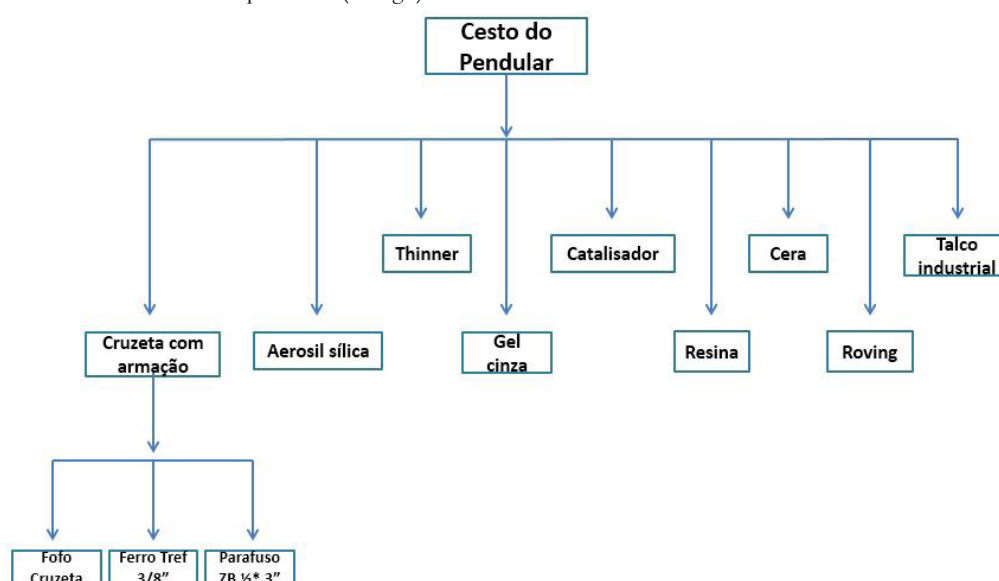 Cesto do
Pendular
Thinner
Catalisador
Cera
Talco
industrial
Cruzeta com
armação
Aerosil sílica
Gel
cinza
Resina
Roving
Fofo
Cruzeta
Ferro Tref
3/8”
Parafuso
ZB ½* 3”